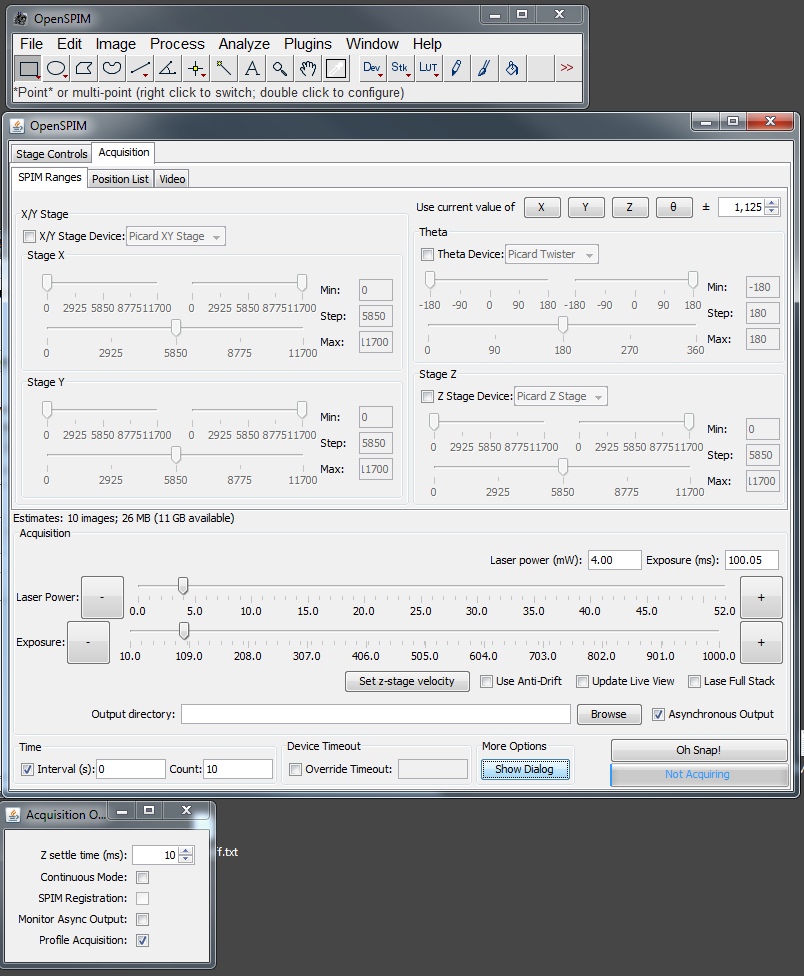 OpenSPIM
File Edit Image Process Analyze Plugins Window Help
A Dev Stk LUT >>
*Point* or multi-point (right click to switch; double click to configure)
OpenSPIM
Stage Controls Acquisition
SPIM Ranges Position List Video
X/Y Stage
X/Y Stage Device: Picard XY Stage
Stage X
0 2925 5850 877511700 0 2925 5850 877511700
0 2925 5850 8775 11700
Min: 0
Step: 5850
Max: 11700
Stage Y
0 2925 5850 877511700 0 2925 5850 877511700
0 2925 5850 8775 11700
Min: 0
Step: 5850
Max: 11700
Use current value of X Y Z θ ± 1,125
Theta
Theta Device: Picard Twister
-180 -90 0 90 180 -180 -90 0 90 180
0 90 180 270 360
Min: -180
Step: 180
Max: 180
Stage Z
Z Stage Device: Picard Z Stage
0 2925 5850 877511700 0 2925 5850 877511700
0 2925 5850 8775 11700
Min: 0
Step: 5850
Max: 11700
Estimates: 10 images; 26 MB (11 GB available)
Acquisition
Laser power (mW): 4.00 Exposure (ms): 100.05
Laser Power: - +
0.0 5.0 10.0 15.0 20.0 25.0 30.0 35.0 40.0 45.0 52.0
Exposure: - +
10.0 109.0 208.0 307.0 406.0 505.0 604.0 703.0 802.0 901.0 1000.0
Set z-stage velocity Use Anti-Drift Update Live View Lase Full Stack
Output directory: Browse Asynchronous Output
Time
Interval (s): 0 Count: 10
Device Timeout
Override Timeout:
More Options
Show Dialog
Oh Snap!
Not Acquiring
Acquisition O...
Z settle time (ms): 10
Continuous Mode:
SPIM Registration:
Monitor Async Output:
Profile Acquisition:
ff.txt